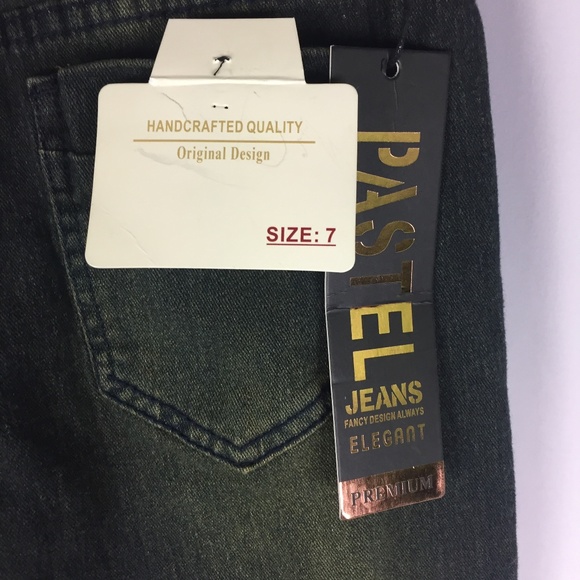 HANDCRAFTED QUALITY
Original Design
SIZE: 7
PASTEL
JEANS
FANCY DESIGN ALWAYS
ELEGANT
PREMIUM